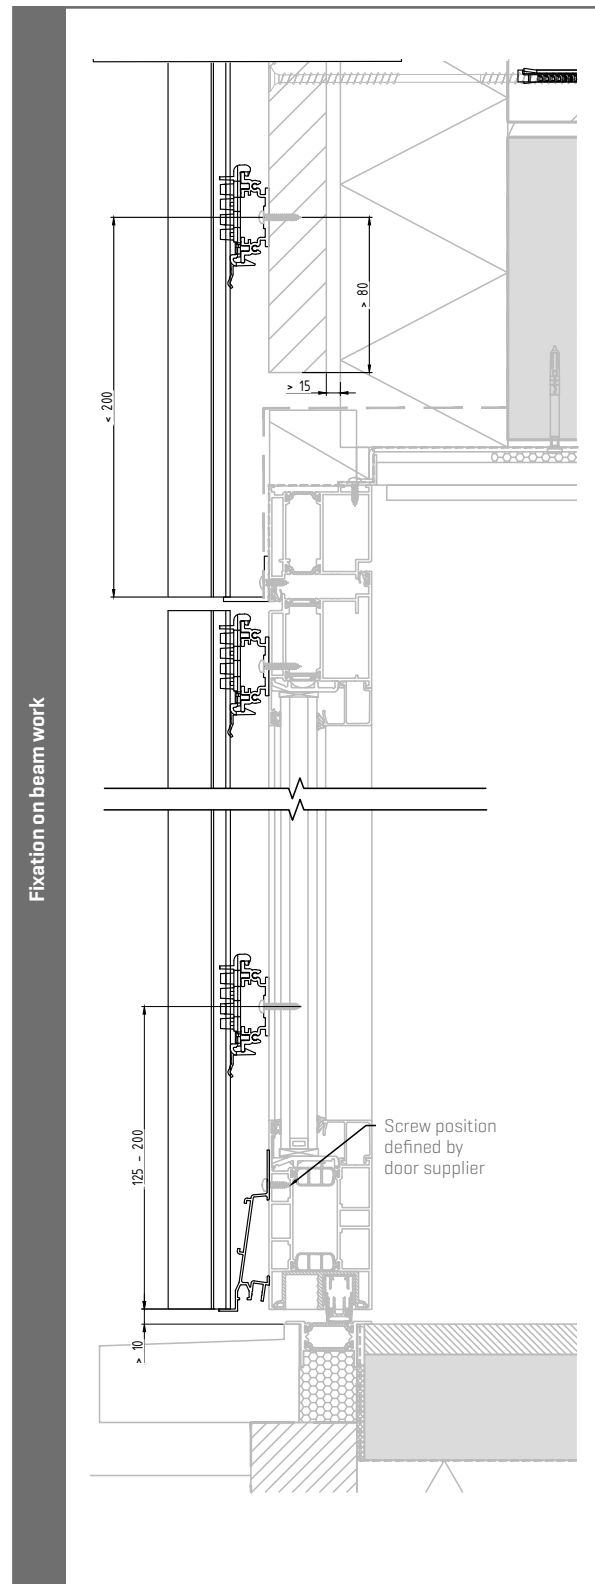 Fixation on beam work
> 80
> 15
< 200
125 - 200
Screw position
defined by
door supplier
> 10